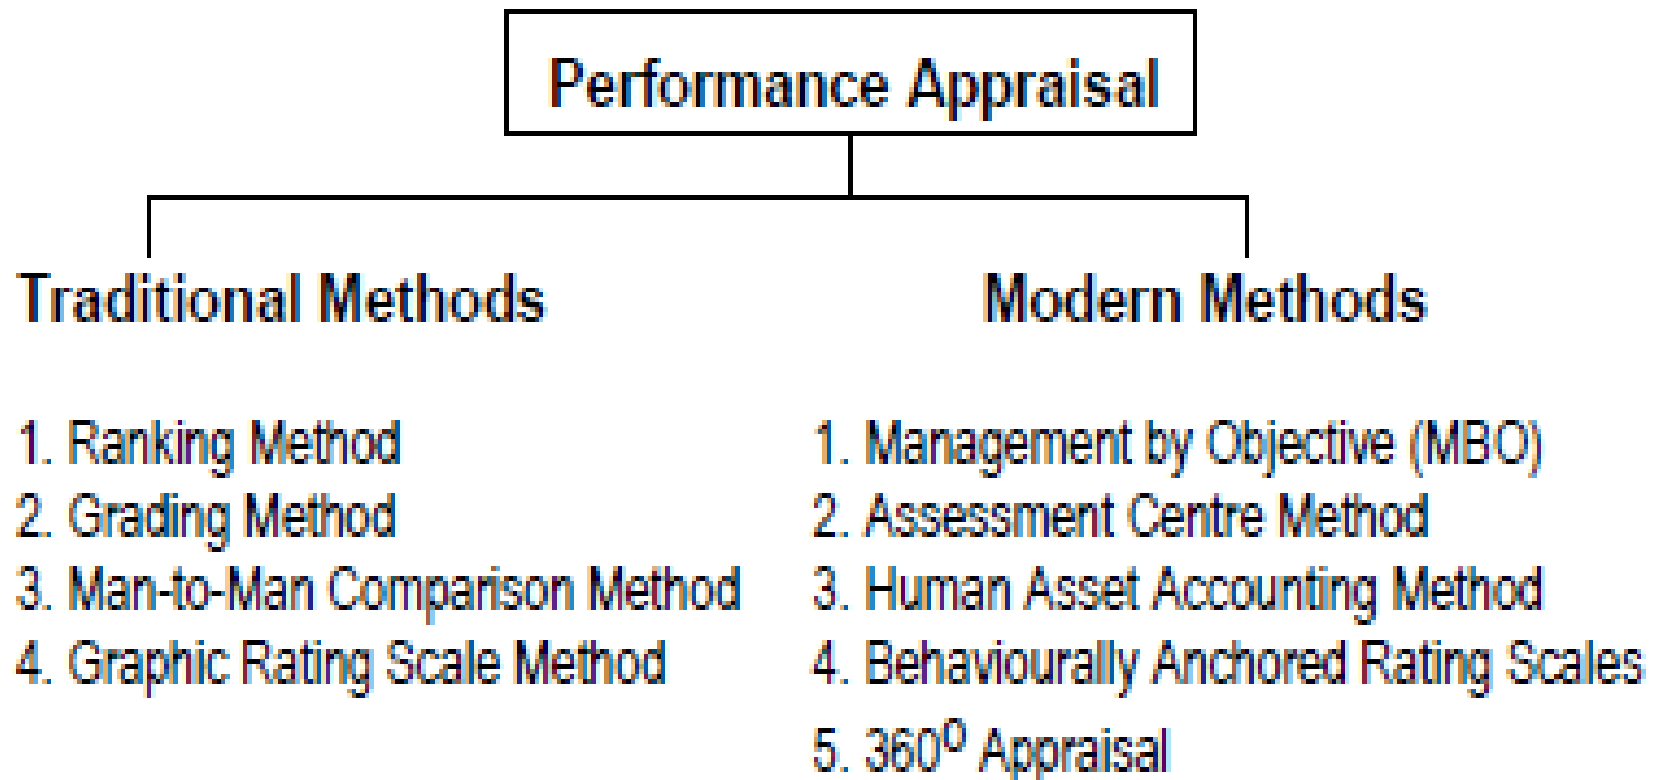 Performance Appraisal
Traditional Methods
1. Ranking Method
2. Grading Method
3. Man-to-Man Comparison Method
4. Graphic Rating Scale Method
Modern Methods
1. Management by Objective (MBO)
2. Assessment Centre Method
3. Human Asset Accounting Method
4. Behaviourally Anchored Rating Scales
5. 360⁰ Appraisal